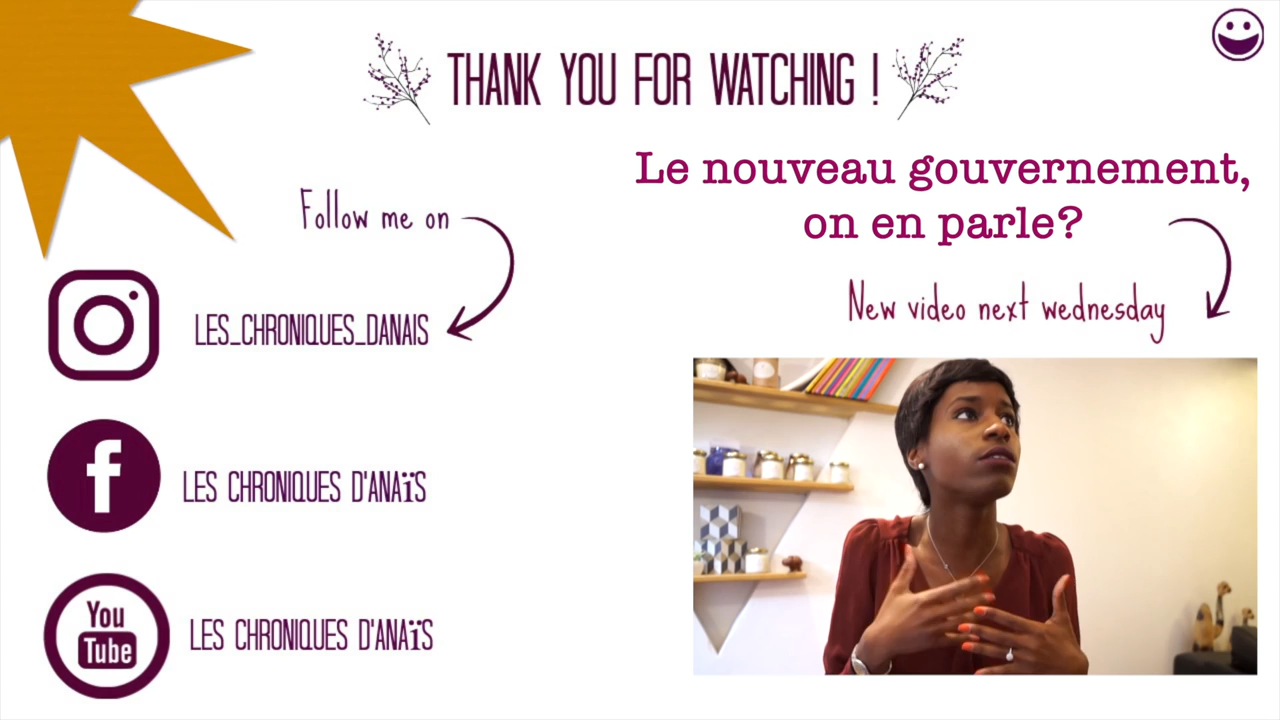 THANK YOU FOR WATCHING !
Le nouveau gouvernement,
on en parle?
Follow me on
New video next wednesday
LES_CHRONIQUES_DANAIS
f
LES CHRONIQUES D'ANAïS
You
Tube
LES CHRONIQUES D'ANAïS